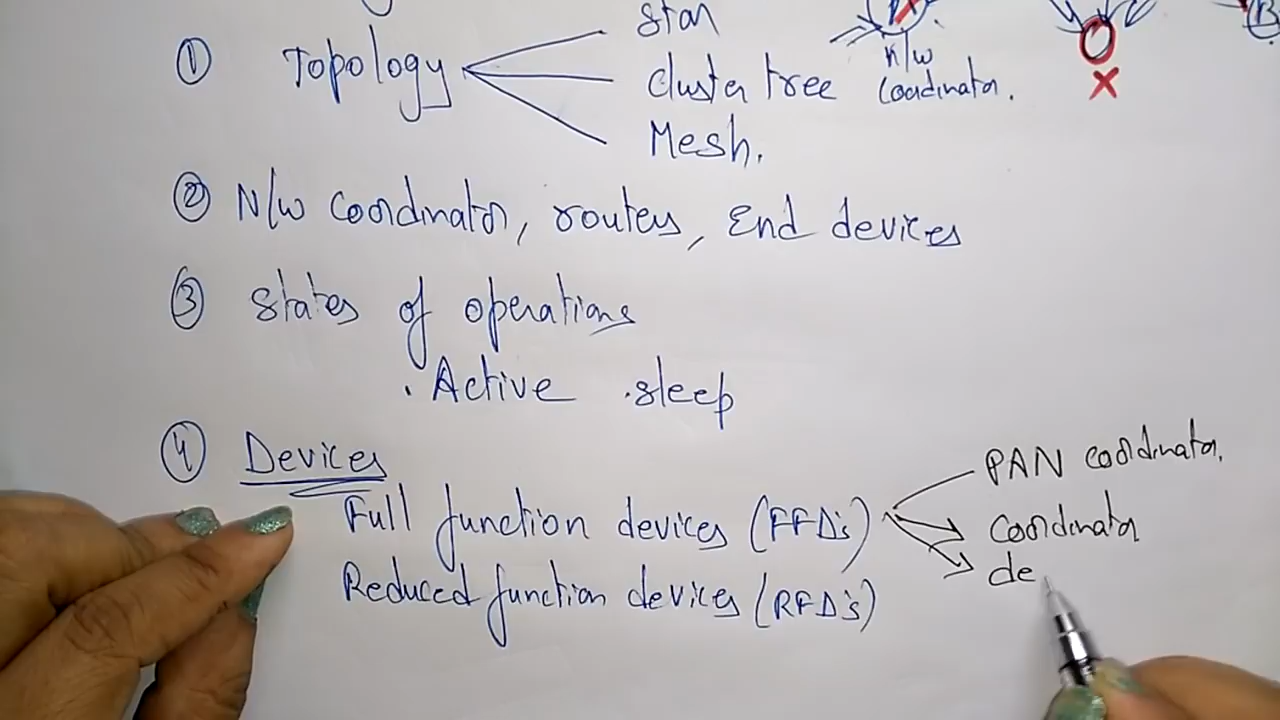 ① Topology
Star
Cluster tree
Mesh.
N/w
Coordinator.
B
② N/w Coordinator, routers, End devices
③ States of operations
. Active . sleep
④ Devices
Full function devices (FFD's)
PAN coordinator.
Coordinator
de
Reduced function devices (RFD's)